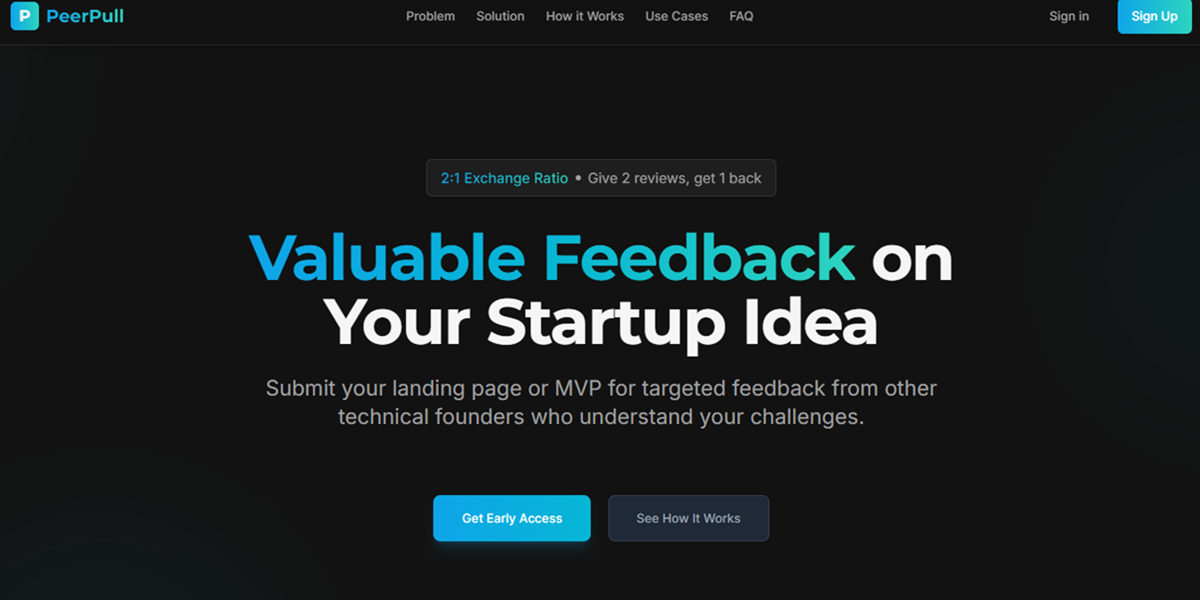 P PeerPull
Problem Solution How it Works Use Cases FAQ
Sign in Sign Up
2:1 Exchange Ratio • Give 2 reviews, get 1 back
Valuable Feedback on
Your Startup Idea
Submit your landing page or MVP for targeted feedback from other
technical founders who understand your challenges.
Get Early Access
See How It Works